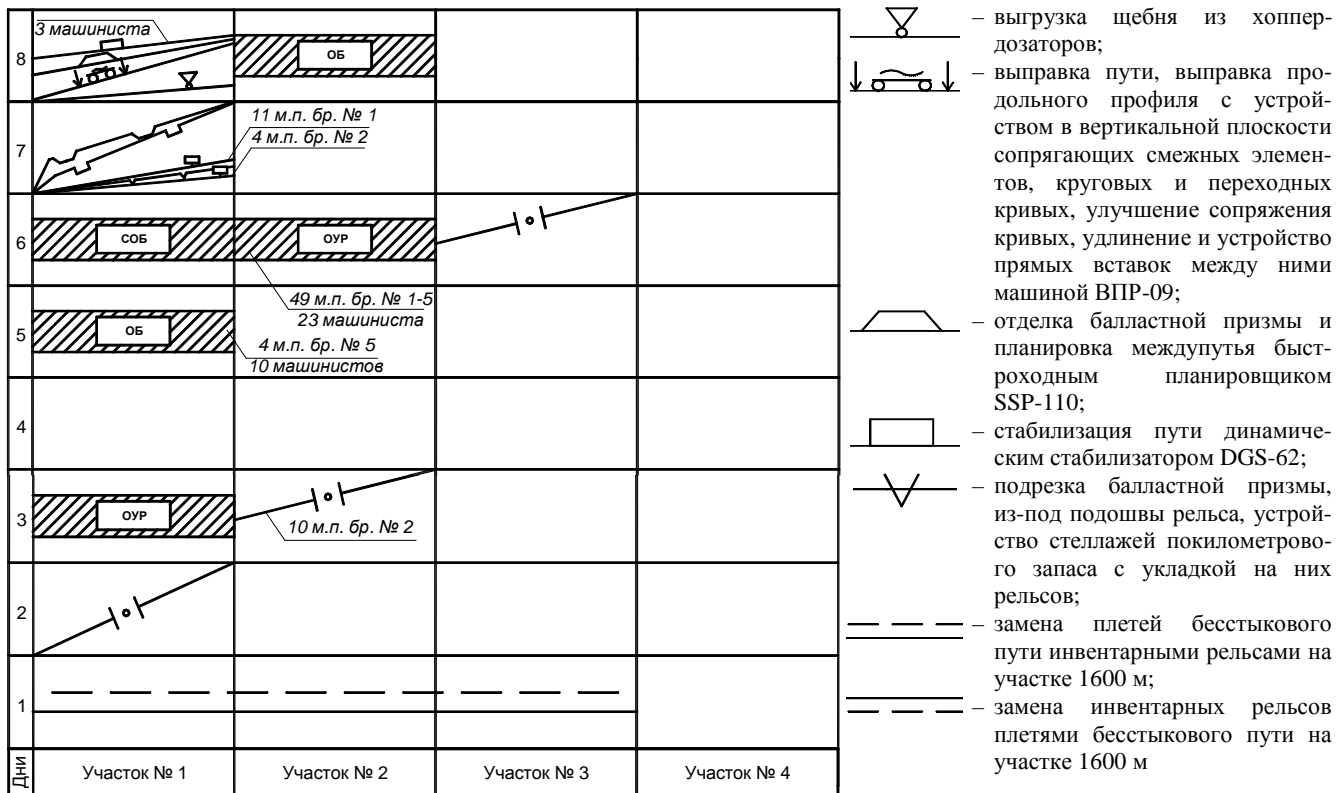 3 машиниста
8
ОБ
7
11 м.п. бр. № 1
4 м.п. бр. № 2
6
СОБ
ОУР
49 м.п. бр. № 1-5
23 машиниста
5
ОБ
4 м.п. бр. № 5
10 машинистов
4
3
ОУР
10 м.п. бр. № 2
2
1
Дни
Участок № 1
Участок № 2
Участок № 3
Участок № 4
– выгрузка щебня из хоппер-
дозаторов;
– выправка пути, выправка про-
дольного профиля с устрой-
ством в вертикальной плоскости
сопрягающих смежных элемен-
тов, круговых и переходных
кривых, улучшение сопряжения
кривых, удлинение и устройство
прямых вставок между ними
машиной ВПР-09;
– отделка балластной призмы и
планировка междупутья быст-
роходным планировщиком
SSP-110;
– стабилизация пути динамиче-
ским стабилизатором DGS-62;
– подрезка балластной призмы,
из-под подошвы рельса, устрой-
ство стеллажей покилометрово-
го запаса с укладкой на них
рельсов;
– замена плетей бесстыкового
пути инвентарными рельсами на
участке 1600 м;
– замена инвентарных рельсов
плетями бесстыкового пути на
участке 1600 м